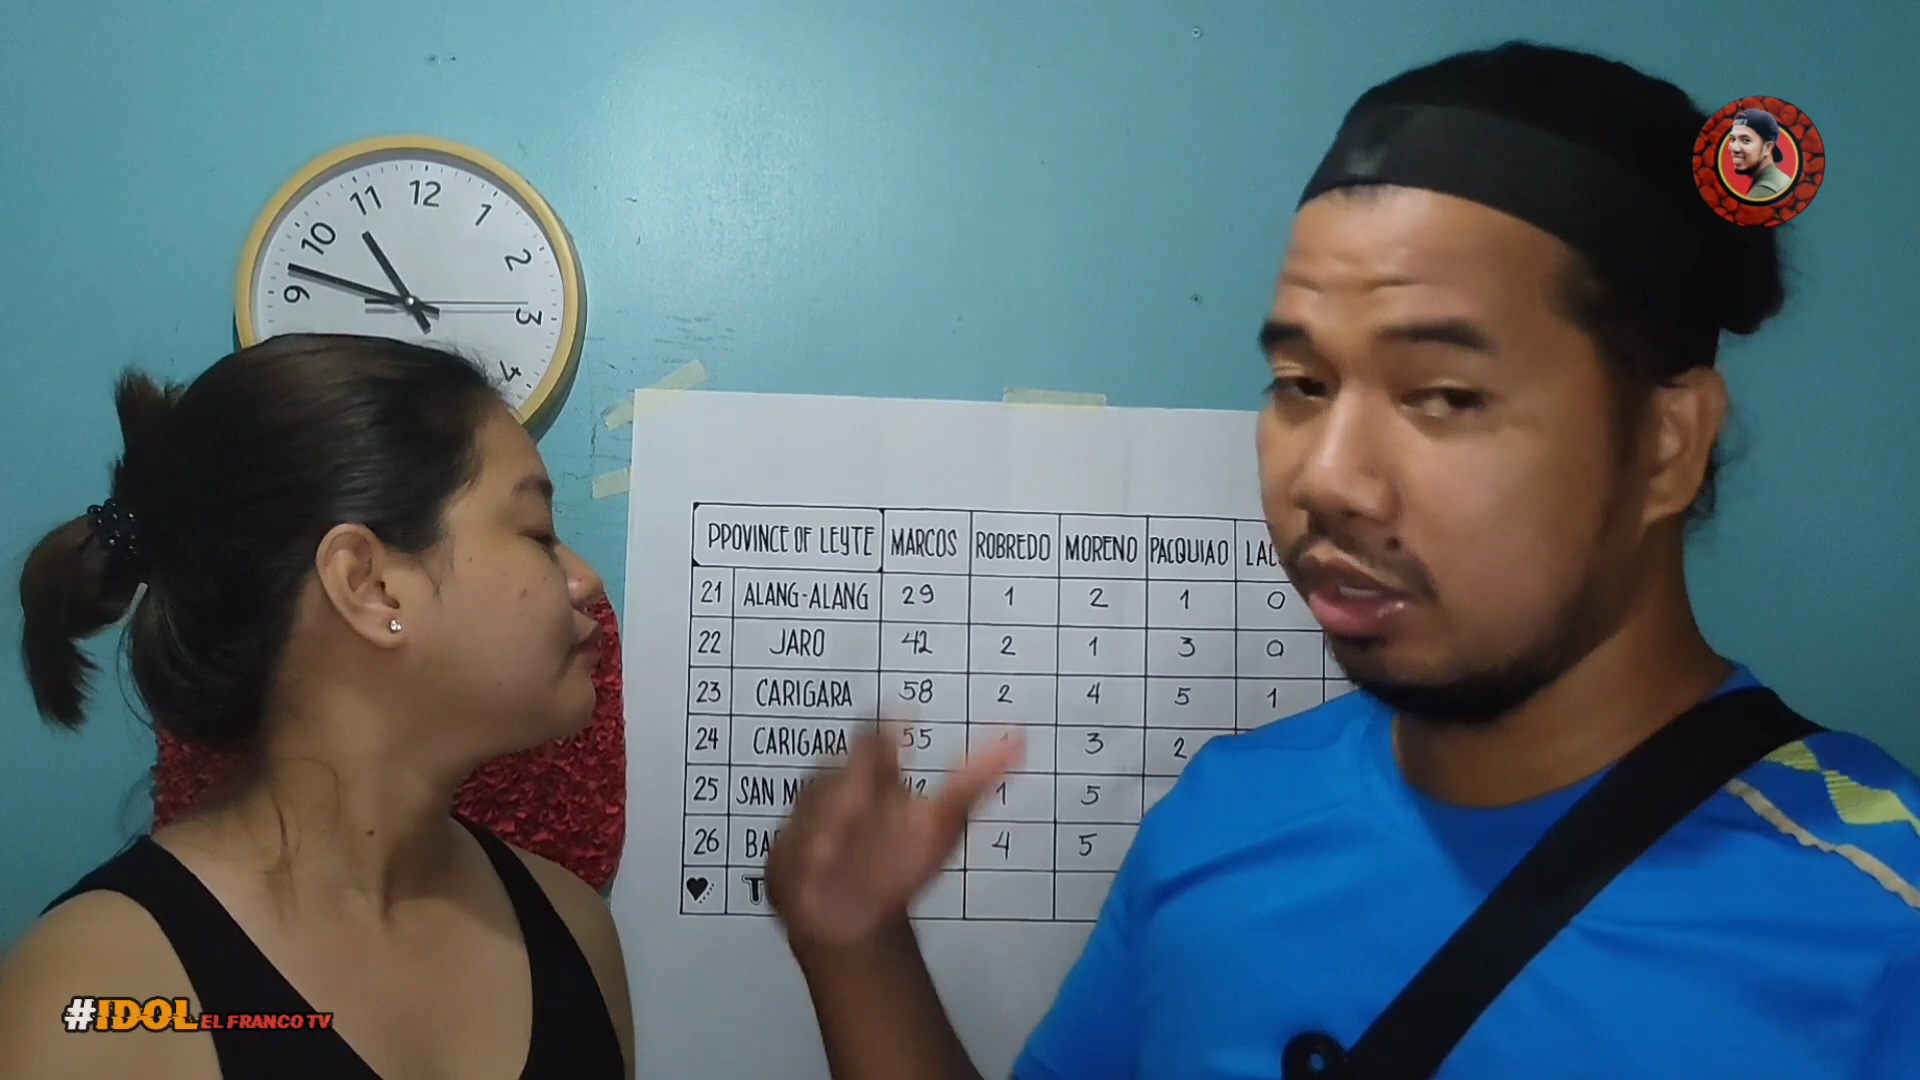 11 12 1
10 2
9 3
4
PPOVINCE OF LEYTE MARCOS ROBREDO MORENO PACQUIAO
21 ALANG-ALANG 29 1 2 1 0
22 JARO 42 2 1 3 0
23 CARIGARA 58 2 4 5 1
24 CARIGARA 55 3 2
25 SAN 1 5
26 4 5
#IDOL EL FRANCO TV